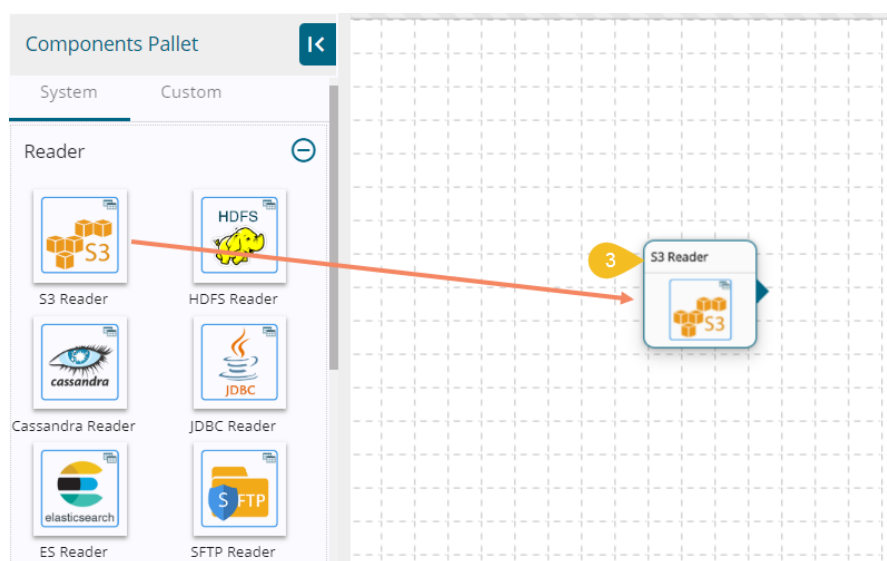 Components Pallet
System Custom
Reader
S3
HDFS
S3 Reader HDFS Reader
cassandra
JDBC
Cassandra Reader JDBC Reader
elasticsearch
S FTP
ES Reader SFTP Reader
3
S3 Reader
S3